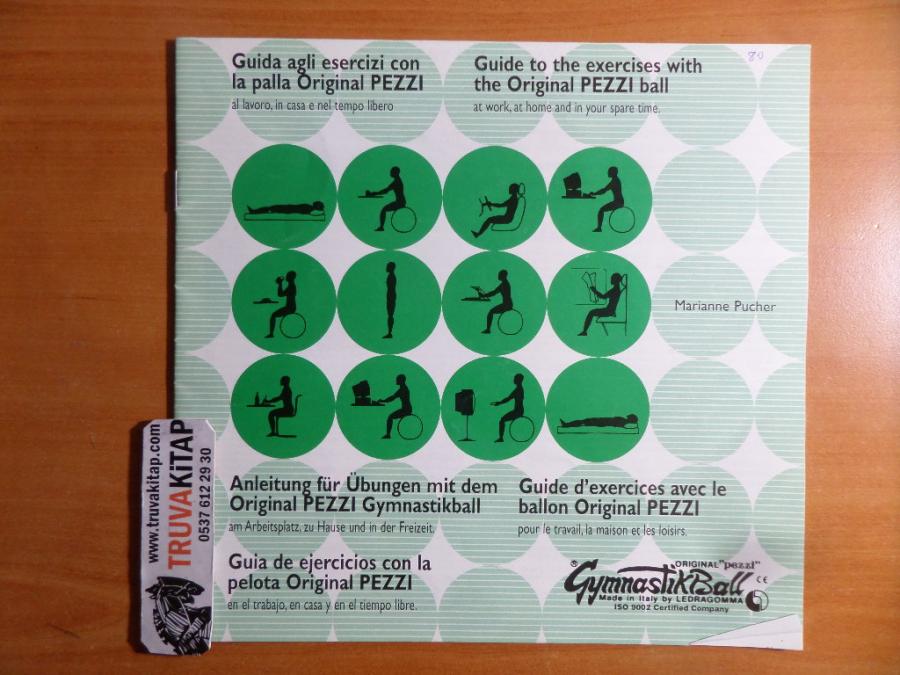 Guida agli esercizi con
la palla Original PEZZI
al lavoro, in casa e nel tempo libero
Guide to the exercises with
the Original PEZZI ball
at work, at home and in your spare time.
80
Marianne Pucher
Anleitung für Übungen mit dem
Original PEZZI Gymnastikball
am Arbeitsplatz, zu Hause und in der Freizeit.
Guide d'exercices avec le
ballon Original PEZZI
pour le travail, la maison et les loisirs.
Guia de ejercicios con la
pelota Original PEZZI
en el trabajo, en casa y en el tiempo libre.
ORIGINAL "pezzi"
® GymnastikBall CE
Made in Italy by LEDRAGOMMA
ISO 9002 Certified Company
www.truvakitap.com
TRUVAKiTAP
0537 612 29 30